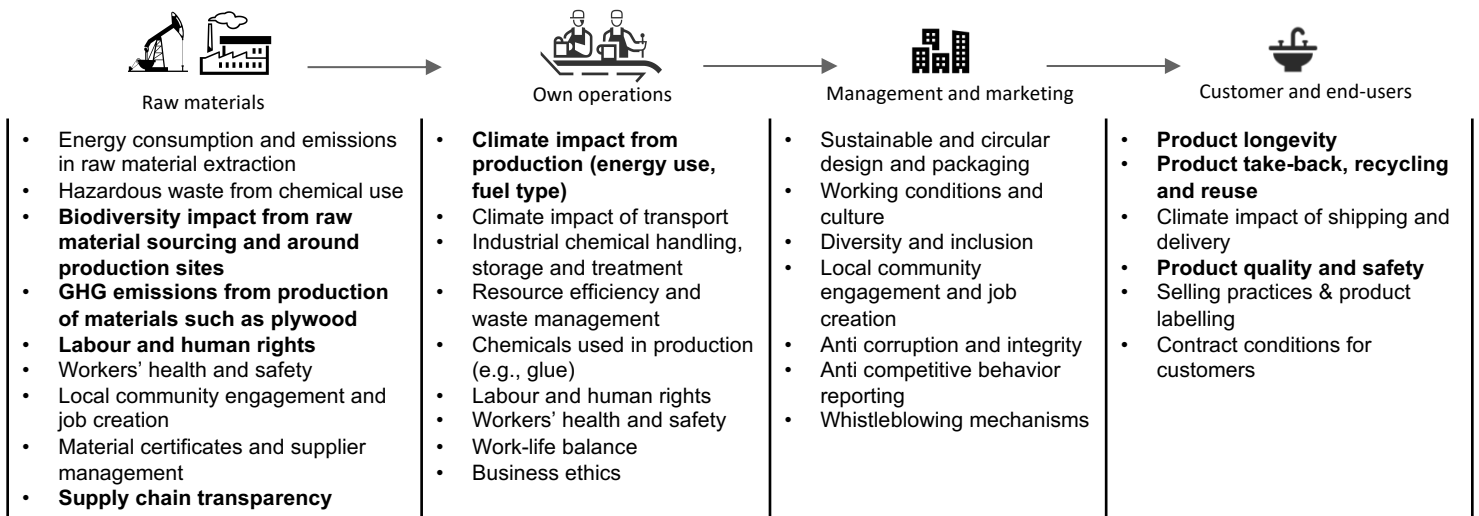 Raw materials
Own operations
Management and marketing
Customer and end-users
• Energy consumption and emissions
in raw material extraction
• Hazardous waste from chemical use
• Biodiversity impact from raw
material sourcing and around
production sites
• GHG emissions from production
of materials such as plywood
• Labour and human rights
• Workers’ health and safety
• Local community engagement and
job creation
• Material certificates and supplier
management
• Supply chain transparency
• Climate impact from
production (energy use,
fuel type)
• Climate impact of transport
• Industrial chemical handling,
storage and treatment
• Resource efficiency and
waste management
• Chemicals used in production
(e.g., glue)
• Labour and human rights
• Workers’ health and safety
• Work-life balance
• Business ethics
• Sustainable and circular
design and packaging
• Working conditions and
culture
• Diversity and inclusion
• Local community
engagement and job
creation
• Anti corruption and integrity
• Anti competitive behavior
reporting
• Whistleblowing mechanisms
• Product longevity
• Product take-back, recycling
and reuse
• Climate impact of shipping and
delivery
• Product quality and safety
• Selling practices & product
labelling
• Contract conditions for
customers